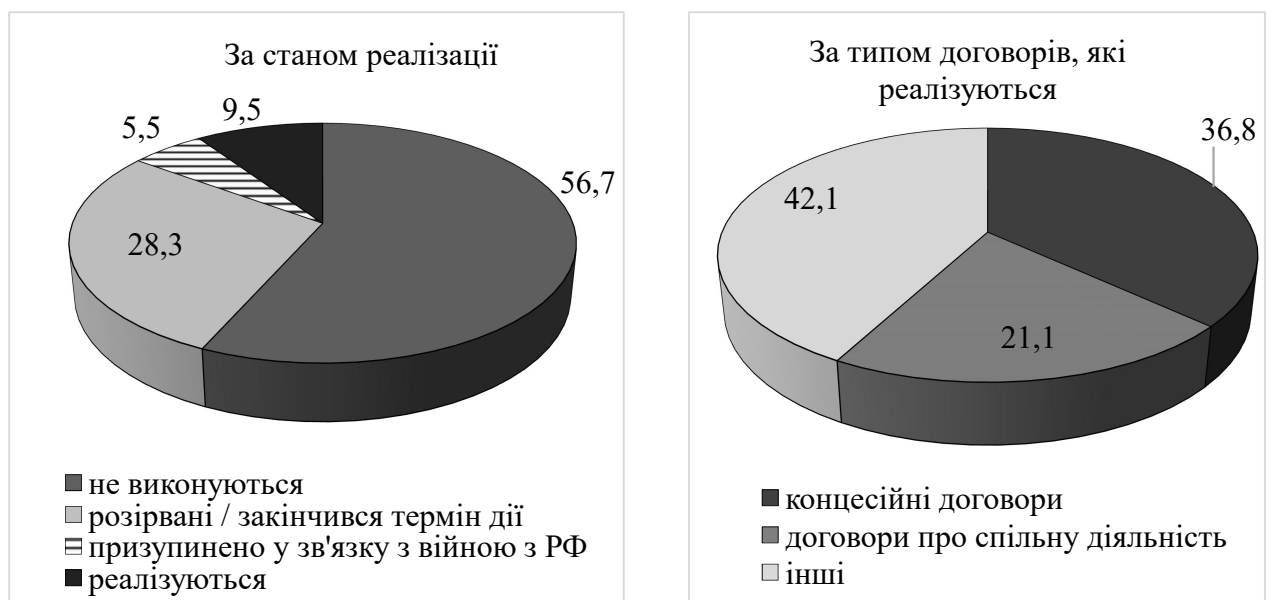 За станом реалізації
9,5
5,5
56,7
28,3
не виконуються
розірвані / закінчився термін дії
призупинено у зв'язку з війною з РФ
реалізуються
За типом договорів, які
реалізуються
36,8
42,1
21,1
концесійні договори
договори про спільну діяльність
інші